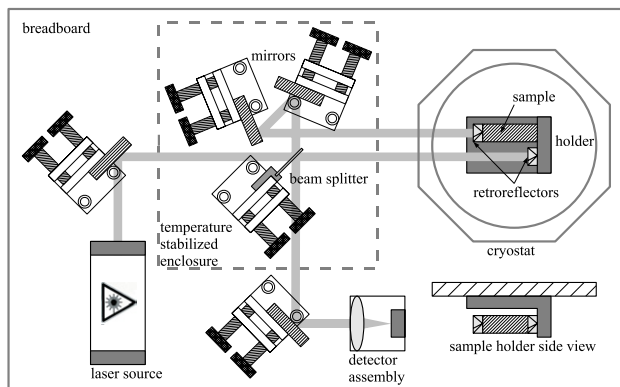 breadboard
mirrors
sample
holder
retroreflectors
beam splitter
temperature
stabilized
enclosure
cryostat
laser source
detector
assembly
sample holder side view